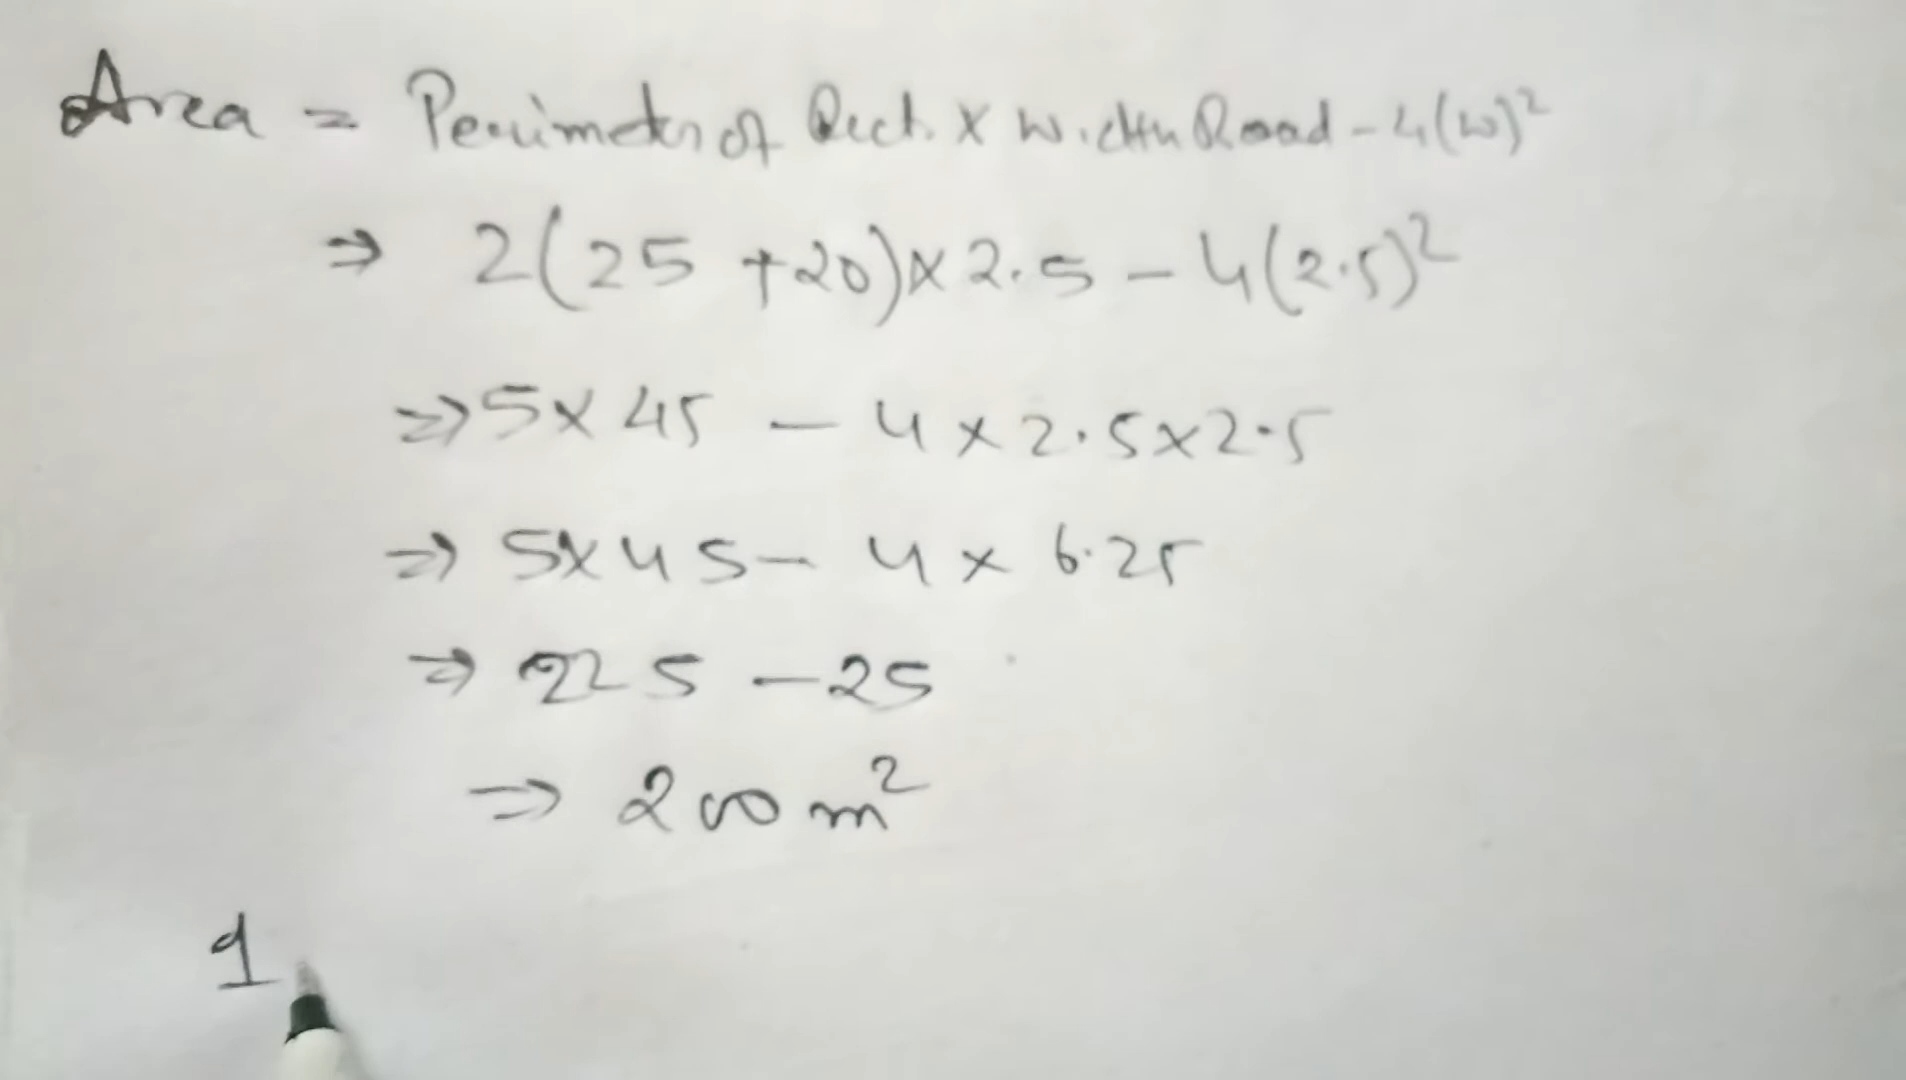 Area = Perimeter of Rect. × width Road - 4(w)²
⇒ 2(25 + 20) × 2.5 - 4(2.5)²
⇒ 5 × 45 - 4 × 2.5 × 2.5
⇒ 5 × 45 - 4 × 6.25
⇒ 225 - 25
⇒ 200 m²
1